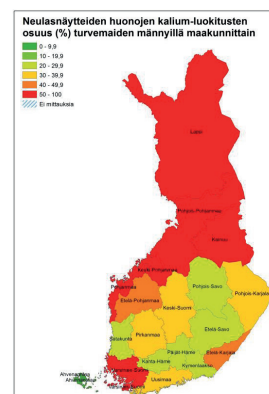 Neulasnäytteiden huonojen kalium-luokitusten
osuus (%) turvemaiden männyillä maakunnittain
0 - 9,9
10 - 19,9
20 - 29,9
30 - 39,9
40 - 49,9
50 - 100
Ei mittauksia
Lappi
Pohjois-Pohjanmaa
Kainuu
Keski-Pohjanmaa
Pohjanmaa
Etelä-Pohjanmaa
Keski-Suomi
Pohjois-Savo
Pohjois-Karjala
Satakunta
Pirkanmaa
Etelä-Savo
Päijät-Häme
Kanta-Häme
Etelä-Karjala
Kymenlaakso
Uusimaa
Varsinais-Suomi
Ahvenanmaa